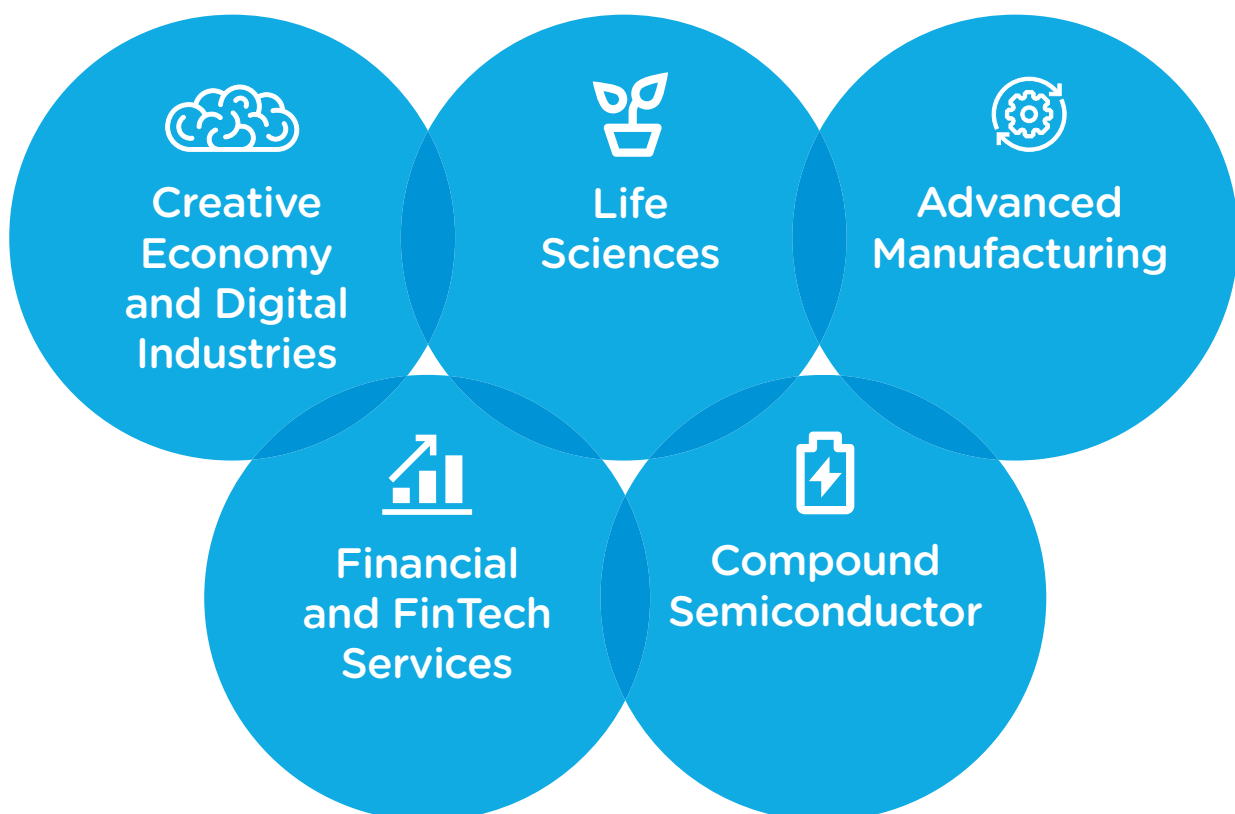 Creative
Economy
and Digital
Industries
Life
Sciences
Advanced
Manufacturing
Financial
and FinTech
Services
Compound
Semiconductor